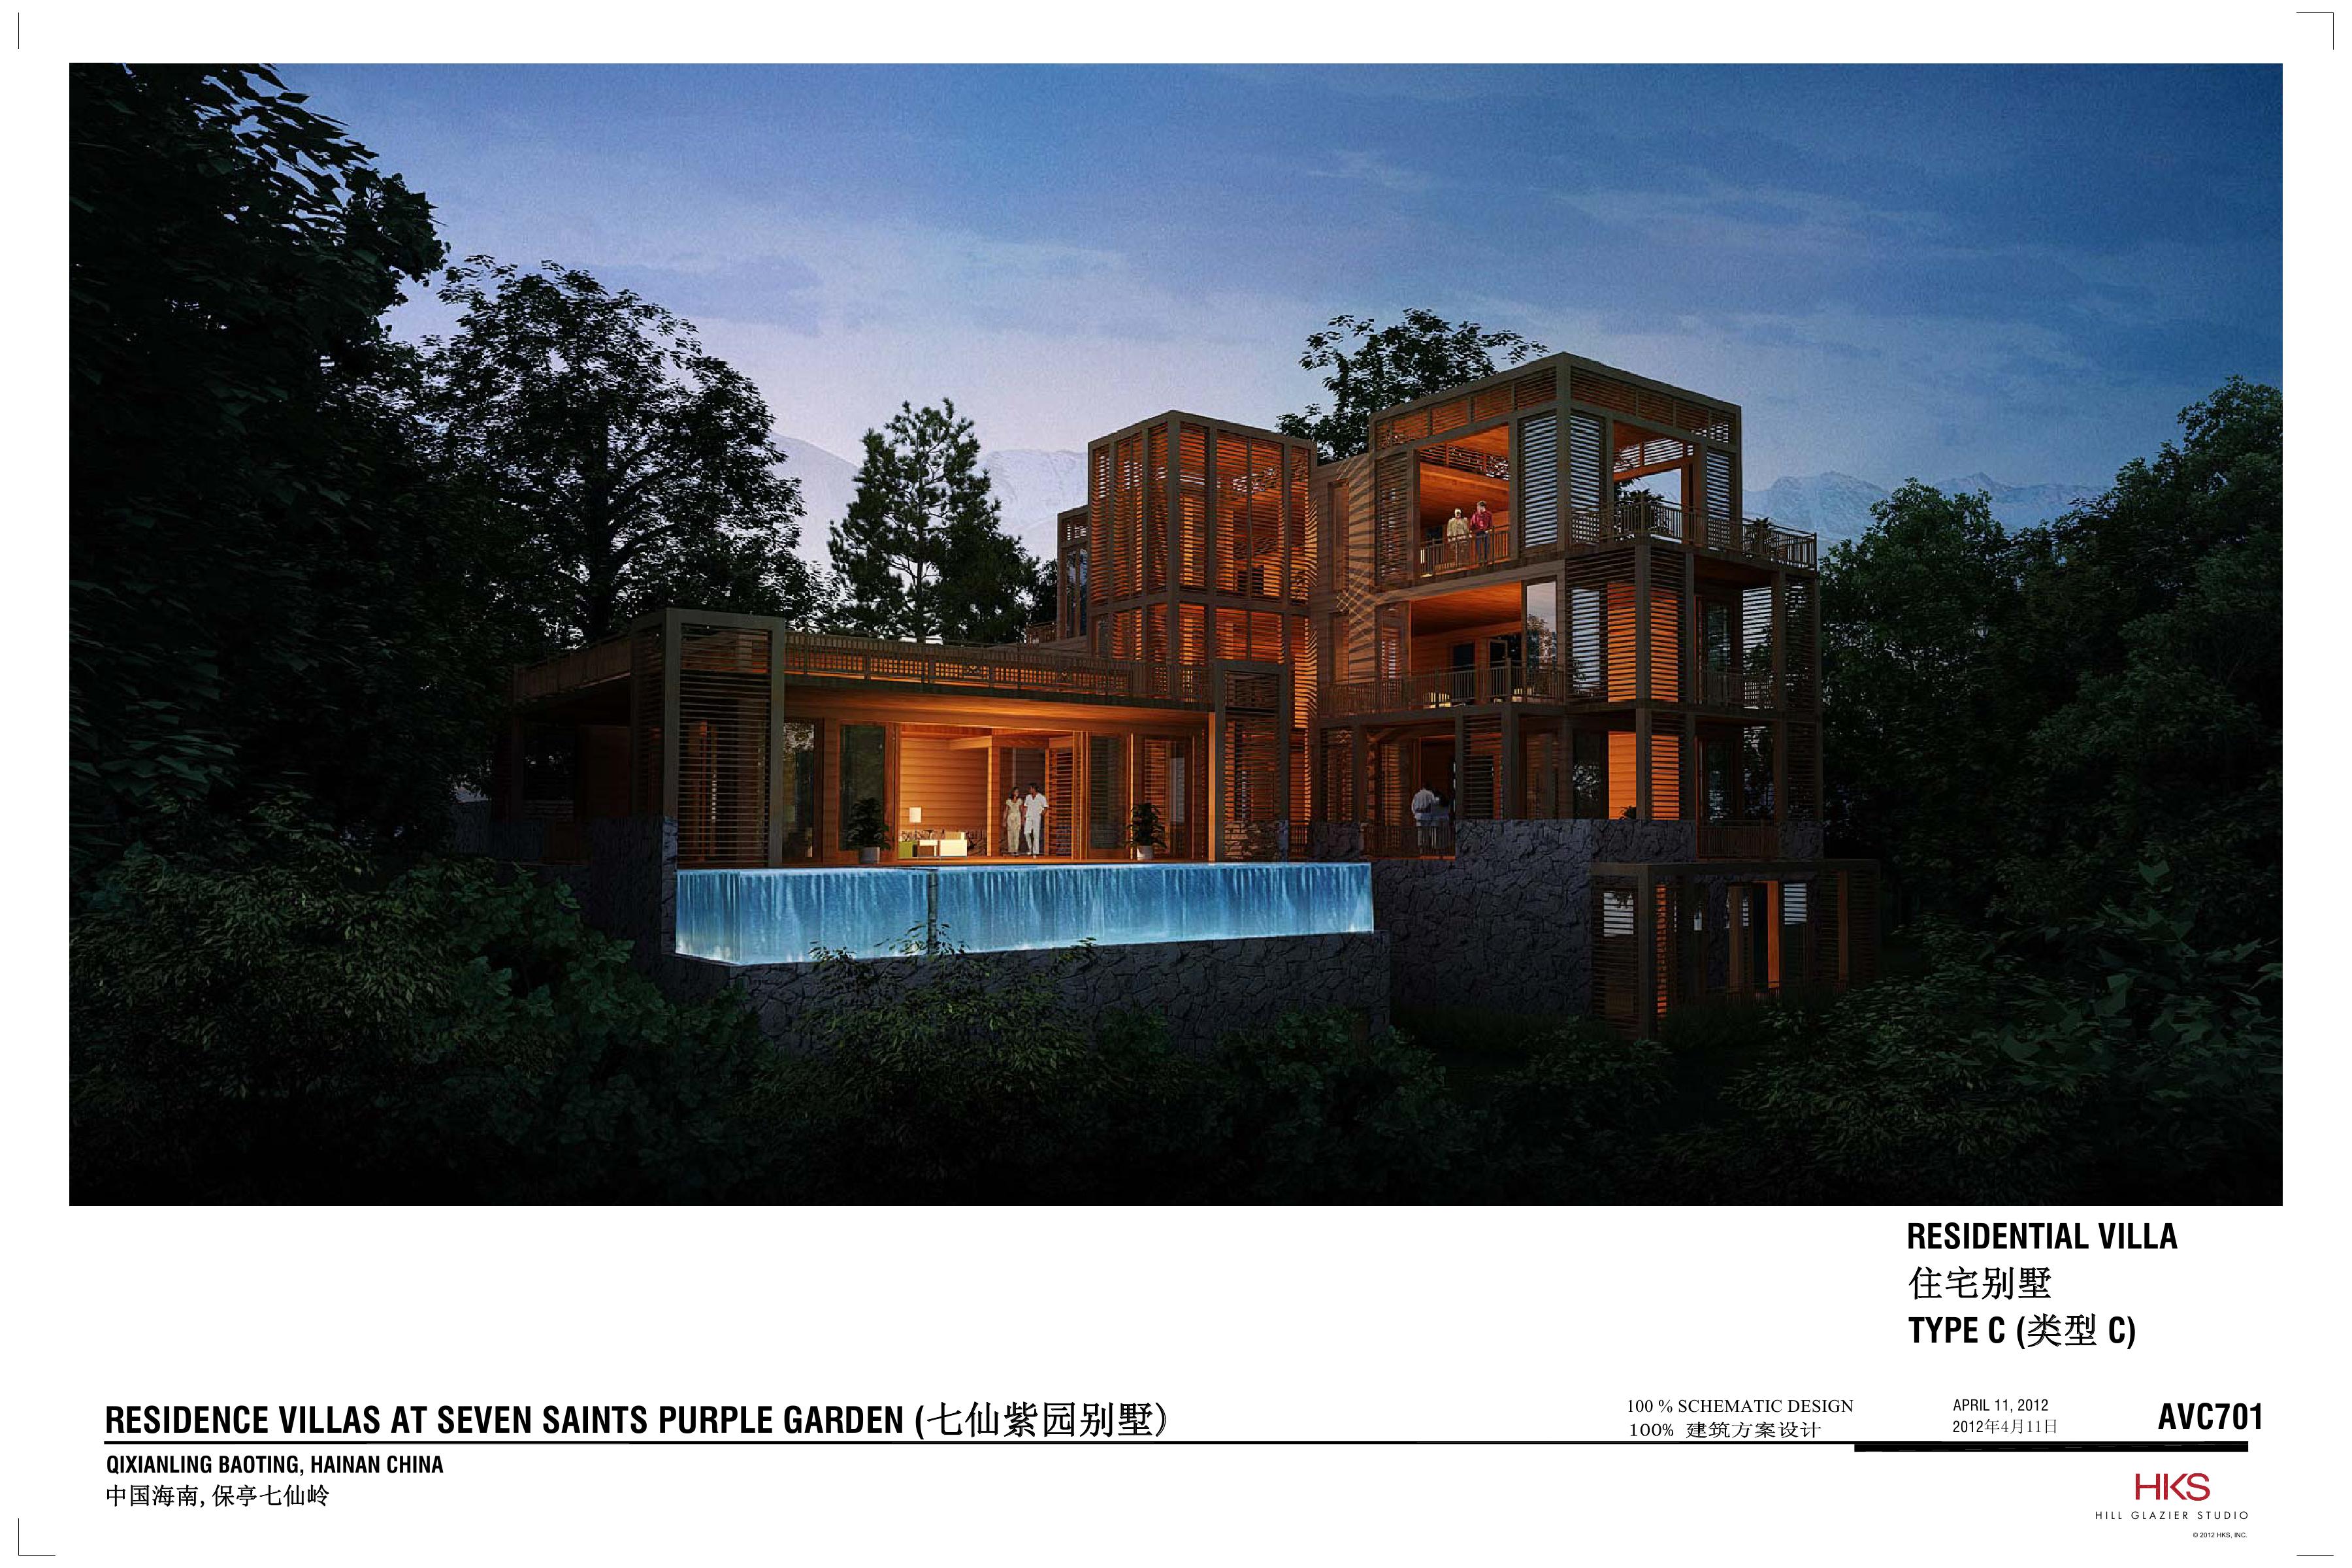 RESIDENTIAL VILLA
住宅别墅
TYPE C (类型 C)
RESIDENCE VILLAS AT SEVEN SAINTS PURPLE GARDEN (七仙紫园别墅)
100 % SCHEMATIC DESIGN
100% 建筑方案设计
APRIL 11, 2012
2012年4月11日
AVC701
QIXIANLING BAOTING, HAINAN CHINA
中国海南, 保亭七仙岭
HKS
HILL GLAZIER STUDIO
© 2012 HKS, INC.